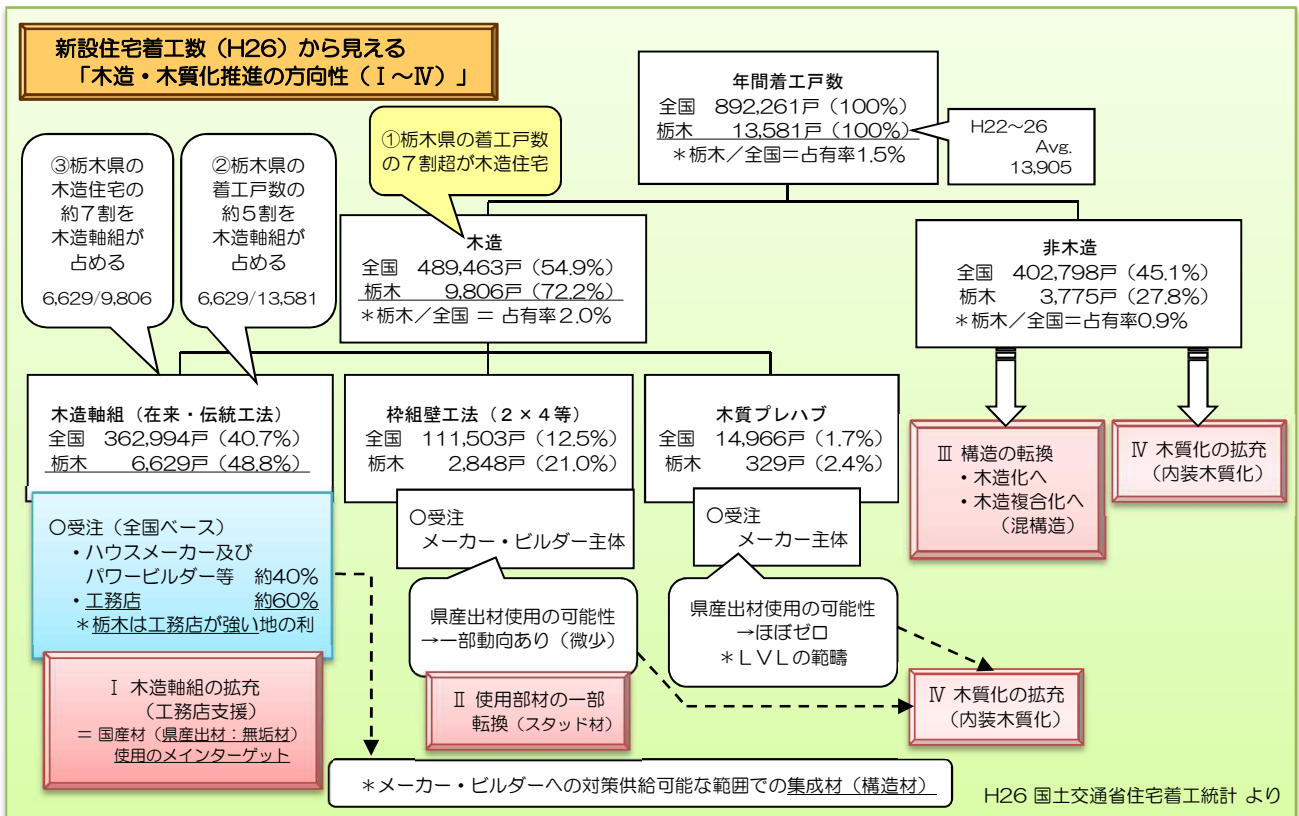 新設住宅着工数（H26）から見える
「木造・木質化推進の方向性（Ⅰ～Ⅳ）」
年間着工戸数
全国 892,261戸（100%）
栃木 13,581戸（100%）
＊栃木／全国＝占有率1.5%
H22～26
Avg.
13,905
①栃木県の着工戸数
の７割超が木造住宅
③栃木県の
木造住宅の
約７割を
木造軸組が
占める
6,629/9,806
②栃木県の
着工戸数の
約５割を
木造軸組が
占める
6,629/13,581
木造
全国 489,463戸（54.9%）
栃木 9,806戸（72.2%）
＊栃木／全国 ＝ 占有率2.0%
非木造
全国 402,798戸（45.1%）
栃木 3,775戸（27.8%）
＊栃木／全国＝占有率0.9%
木造軸組（在来・伝統工法）
全国 362,994戸（40.7%）
栃木 6,629戸（48.8%）
枠組壁工法（２×４等）
全国 111,503戸（12.5%）
栃木 2,848戸（21.0%）
木質プレハブ
全国 14,966戸（1.7%）
栃木 329戸（2.4%）
Ⅲ 構造の転換
・木造化へ
・木造複合化へ
（混構造）
Ⅳ 木質化の拡充
（内装木質化）
〇受注（全国ベース）
・ハウスメーカー及び
パワービルダー等 約40%
・工務店 約60%
＊栃木は工務店が強い地の利
〇受注
メーカー・ビルダー主体
〇受注
メーカー主体
県産出材使用の可能性
→一部動向あり（微少）
県産出材使用の可能性
→ほぼゼロ
＊ＬＶＬの範疇
Ⅰ 木造軸組の拡充
（工務店支援）
＝ 国産材（県産出材：無垢材）
使用のメインターゲット
Ⅱ 使用部材の一部
転換（スタッド材）
Ⅳ 木質化の拡充
（内装木質化）
＊メーカー・ビルダーへの対策供給可能な範囲での集成材（構造材）
H26 国土交通省住宅着工統計 より